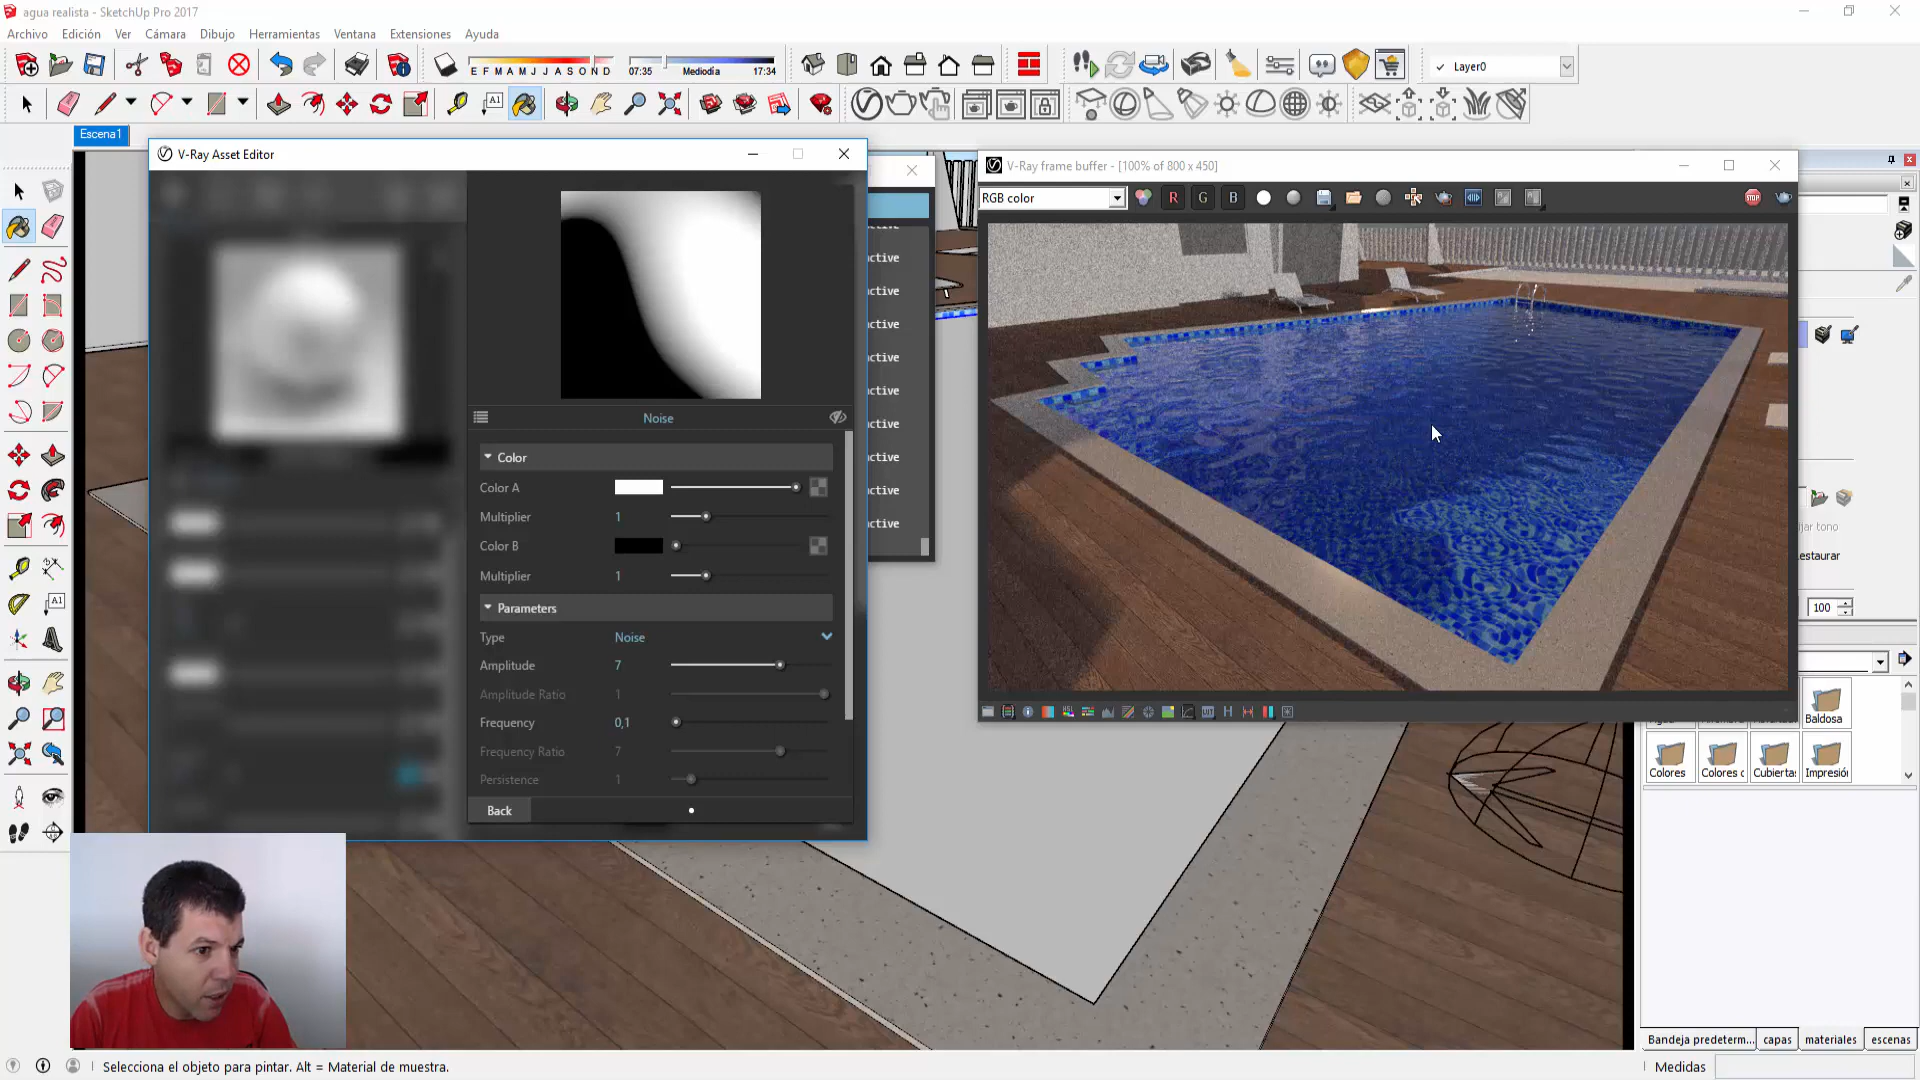 agua realista - SketchUp Pro 2017
Archivo Edición Ver Cámara Dibujo Herramientas Ventana Extensiones Ayuda
E F M A M J J A S O N D 07:35 Mediodía 17:34
✓ Layer0
A1
Escena1
V-Ray Asset Editor
V-Ray frame buffer - [100% of 800 x 450]
RGB color
R G B
STOP
Noise
Color
Color A
Multiplier 1
Color B
Multiplier 1
Parameters
Type Noise
Amplitude 7
Amplitude Ratio 1
Frequency 0,1
Frequency Ratio 7
Persistence 1
Back
ctive
ctive
ctive
ctive
ctive
ctive
ctive
ctive
ctive
ctive
A1
jar tono
estaurar
100
Baldosa
Colores Colores c Cubierta: Impresió
Bandeja predeterm... capas materiales escenas
Selecciona el objeto para pintar. Alt = Material de muestra.
Medidas